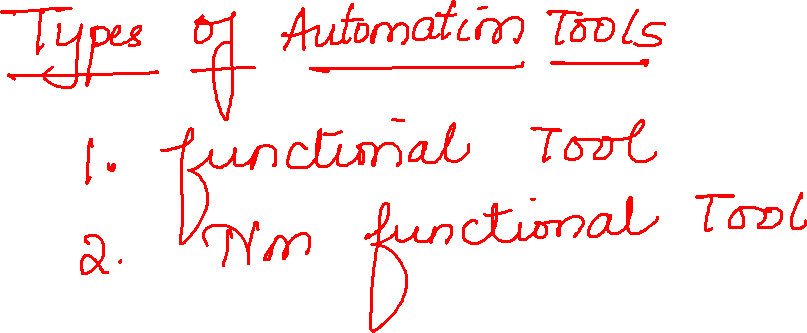 Types of Automation Tools
1. functional Tool
2. Non functional Tool